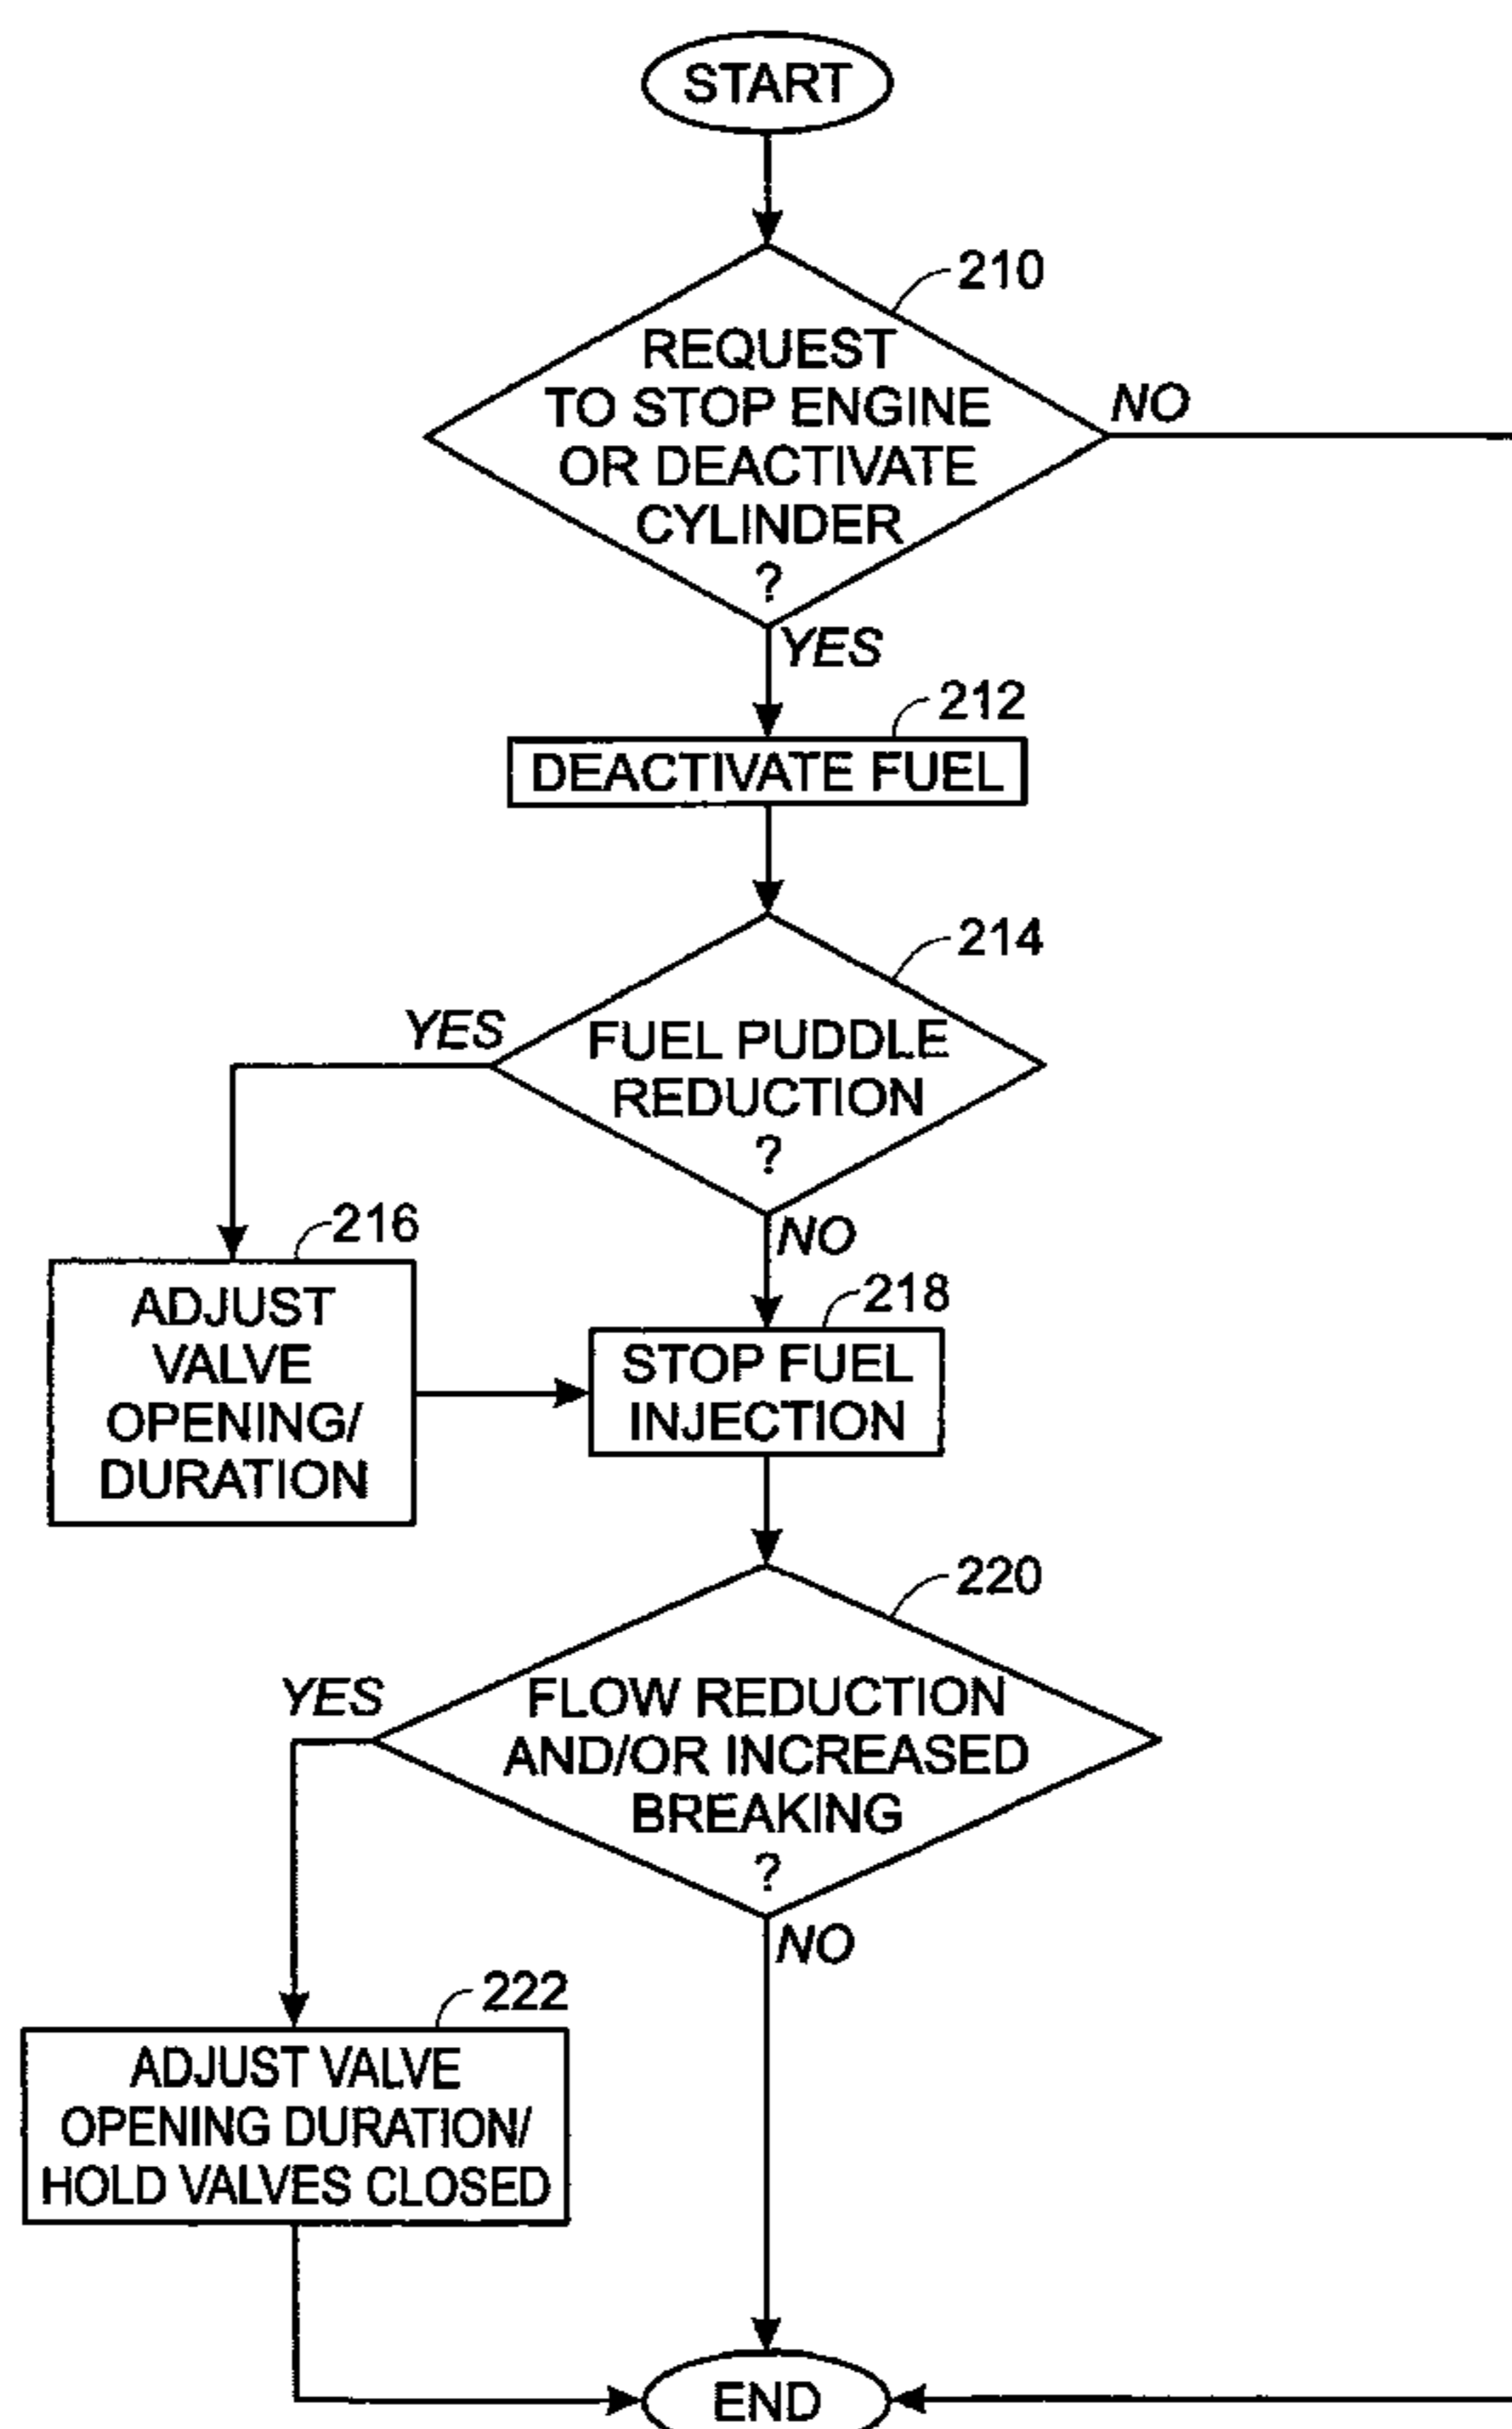 START
210
REQUEST
TO STOP ENGINE
OR DEACTIVATE
CYLINDER
?
NO
YES
212
DEACTIVATE FUEL
214
FUEL PUDDLE
REDUCTION
?
YES
NO
216
ADJUST
VALVE
OPENING/
DURATION
218
STOP FUEL
INJECTION
220
FLOW REDUCTION
AND/OR INCREASED
BREAKING
?
YES
NO
222
ADJUST VALVE
OPENING DURATION/
HOLD VALVES CLOSED
END